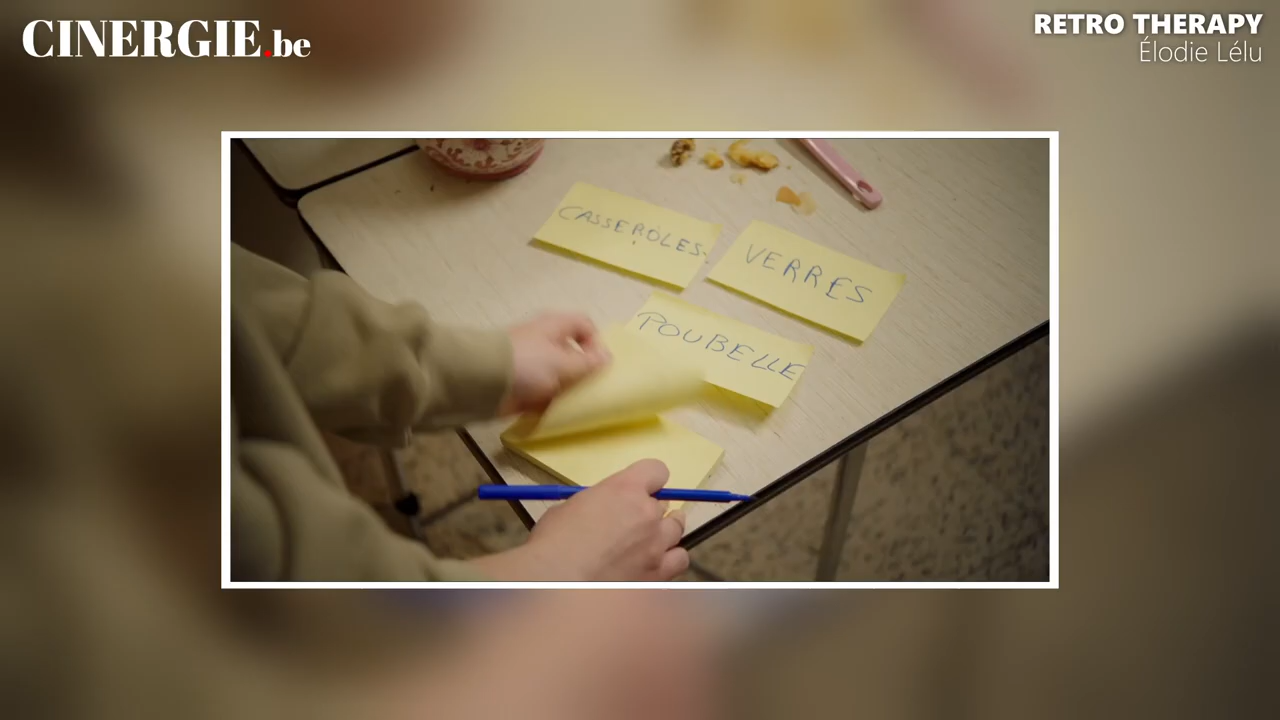 CINERGIE.be
RETRO THERAPY
Élodie Lélu
CASSEROLES
VERRES
POUBELLE